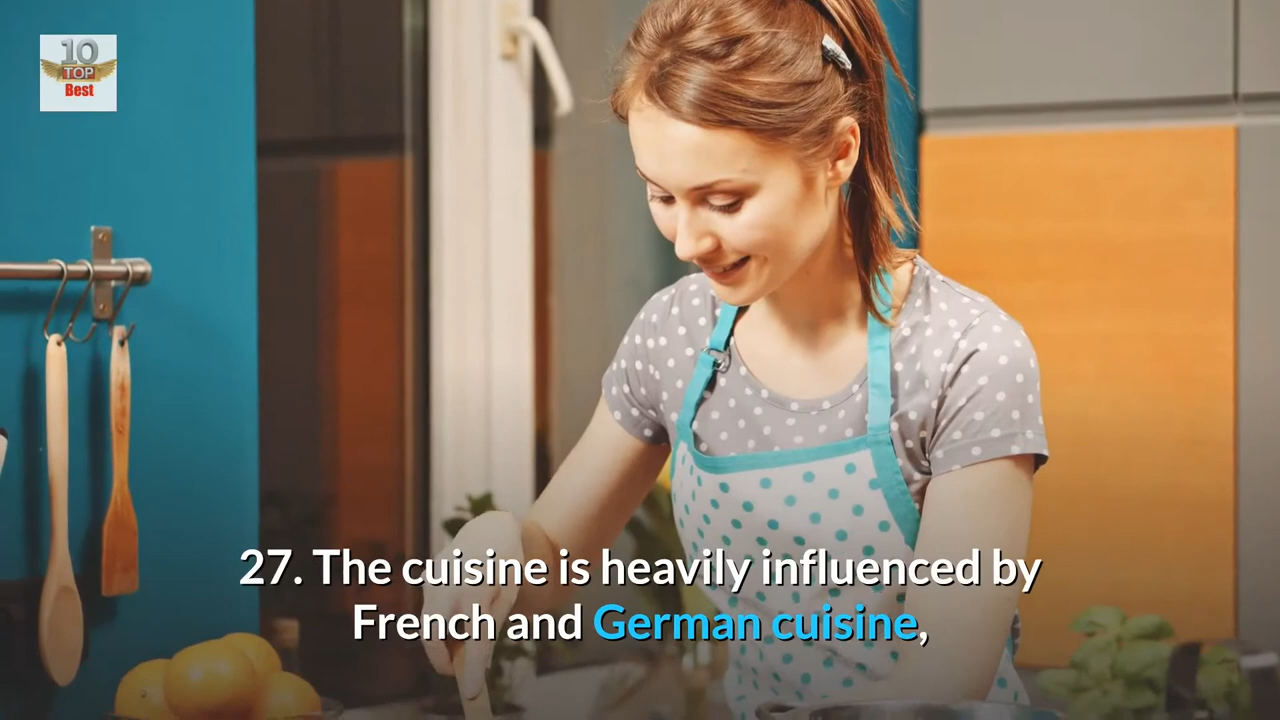 10
TOP
Best
27. The cuisine is heavily influenced by
French and German cuisine,